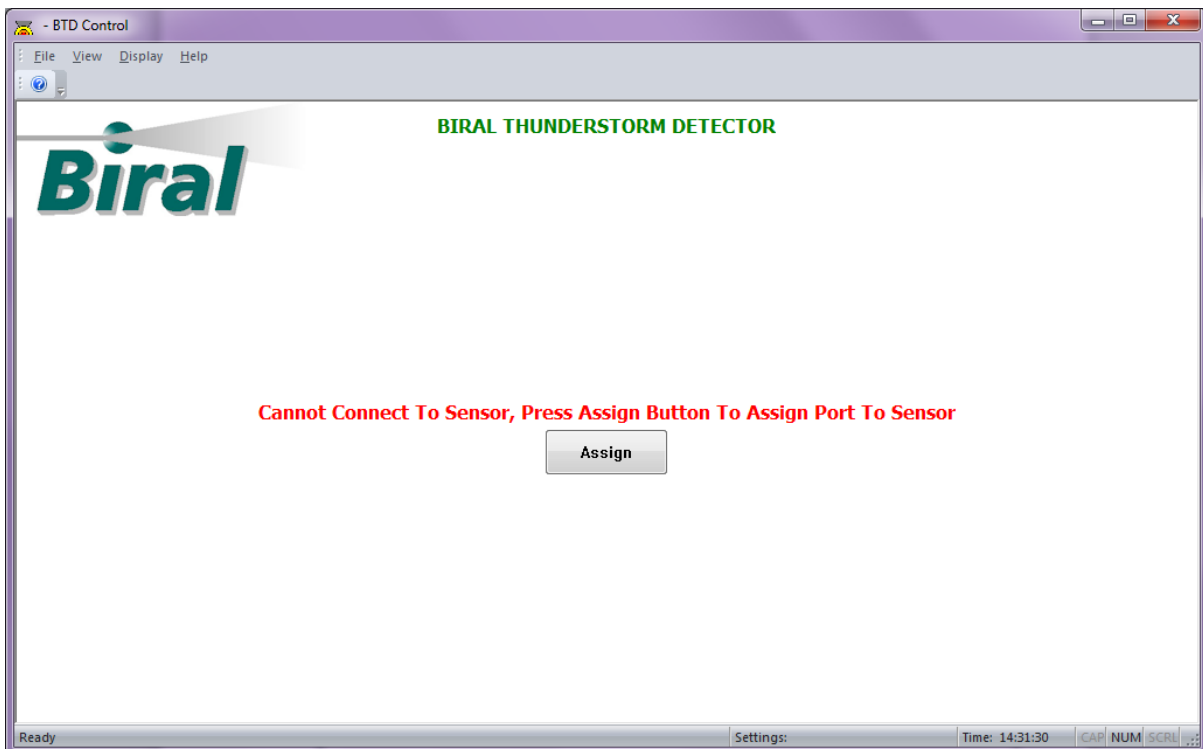 - BTD Control
File View Display Help
BIRAL THUNDERSTORM DETECTOR
Biral
Cannot Connect To Sensor, Press Assign Button To Assign Port To Sensor
Assign
Ready Settings: Time: 14:31:30 CAP NUM SCRL